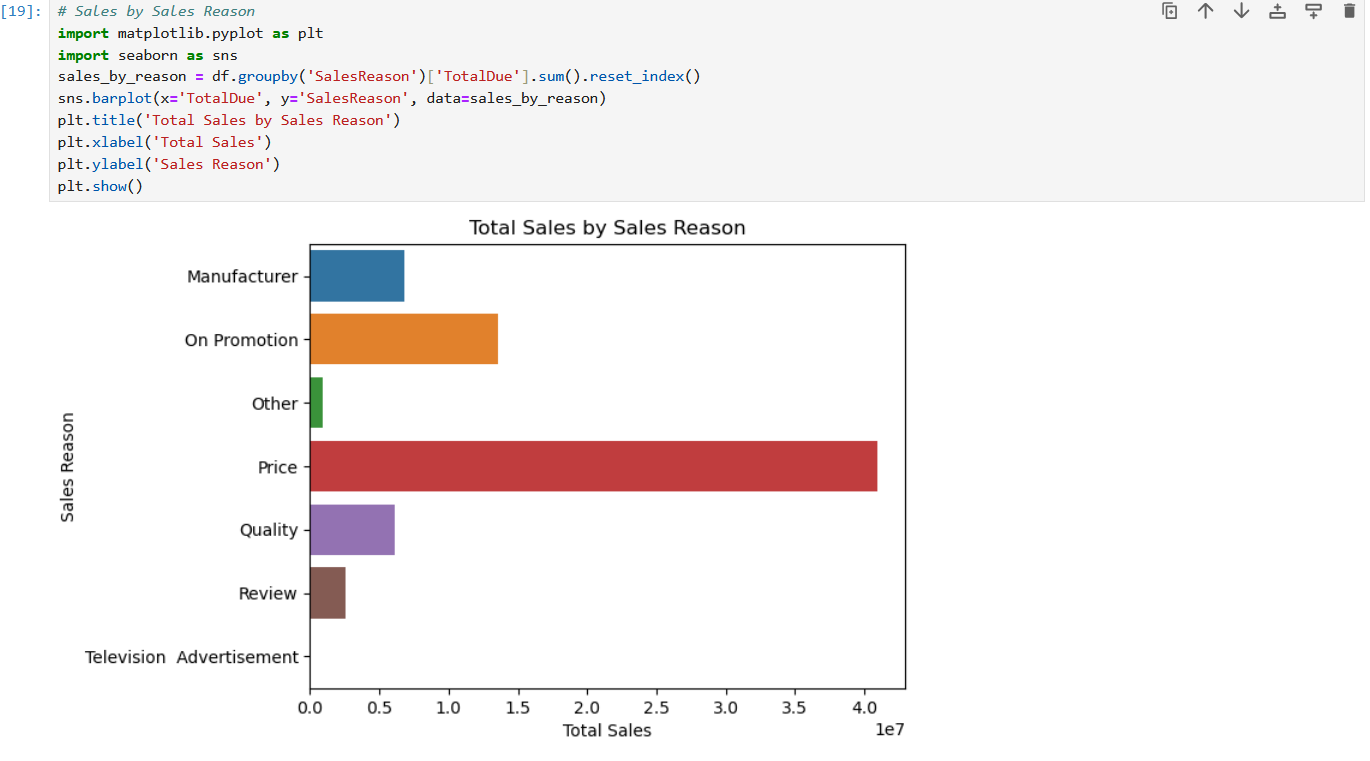 [19]: # Sales by Sales Reason
import matplotlib.pyplot as plt
import seaborn as sns
sales_by_reason = df.groupby('SalesReason')['TotalDue'].sum().reset_index()
sns.barplot(x='TotalDue', y='SalesReason', data=sales_by_reason)
plt.title('Total Sales by Sales Reason')
plt.xlabel('Total Sales')
plt.ylabel('Sales Reason')
plt.show()
Total Sales by Sales Reason
Manufacturer
On Promotion
Other
Price
Quality
Review
Television  Advertisement
Sales Reason
0.0 0.5 1.0 1.5 2.0 2.5 3.0 3.5 4.0
Total Sales
1e7